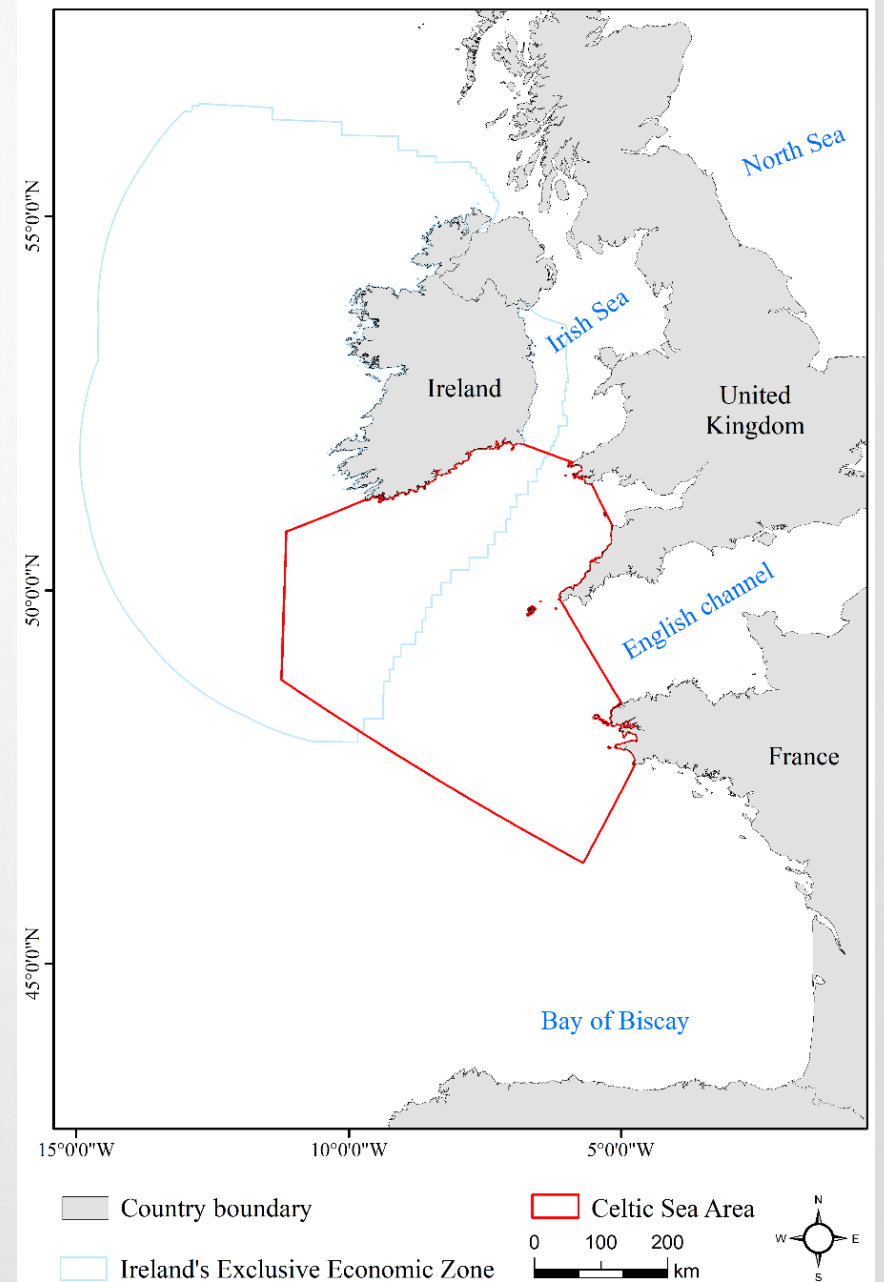 North Sea
55°0'0"N
Irish Sea
Ireland
United
Kingdom
50°0'0"N
English channel
France
45°0'0"N
Bay of Biscay
15°0'0"W
10°0'0"W
5°0'0"W
Country boundary
Celtic Sea Area
Ireland's Exclusive Economic Zone
0 100 200
km
N
W E
S